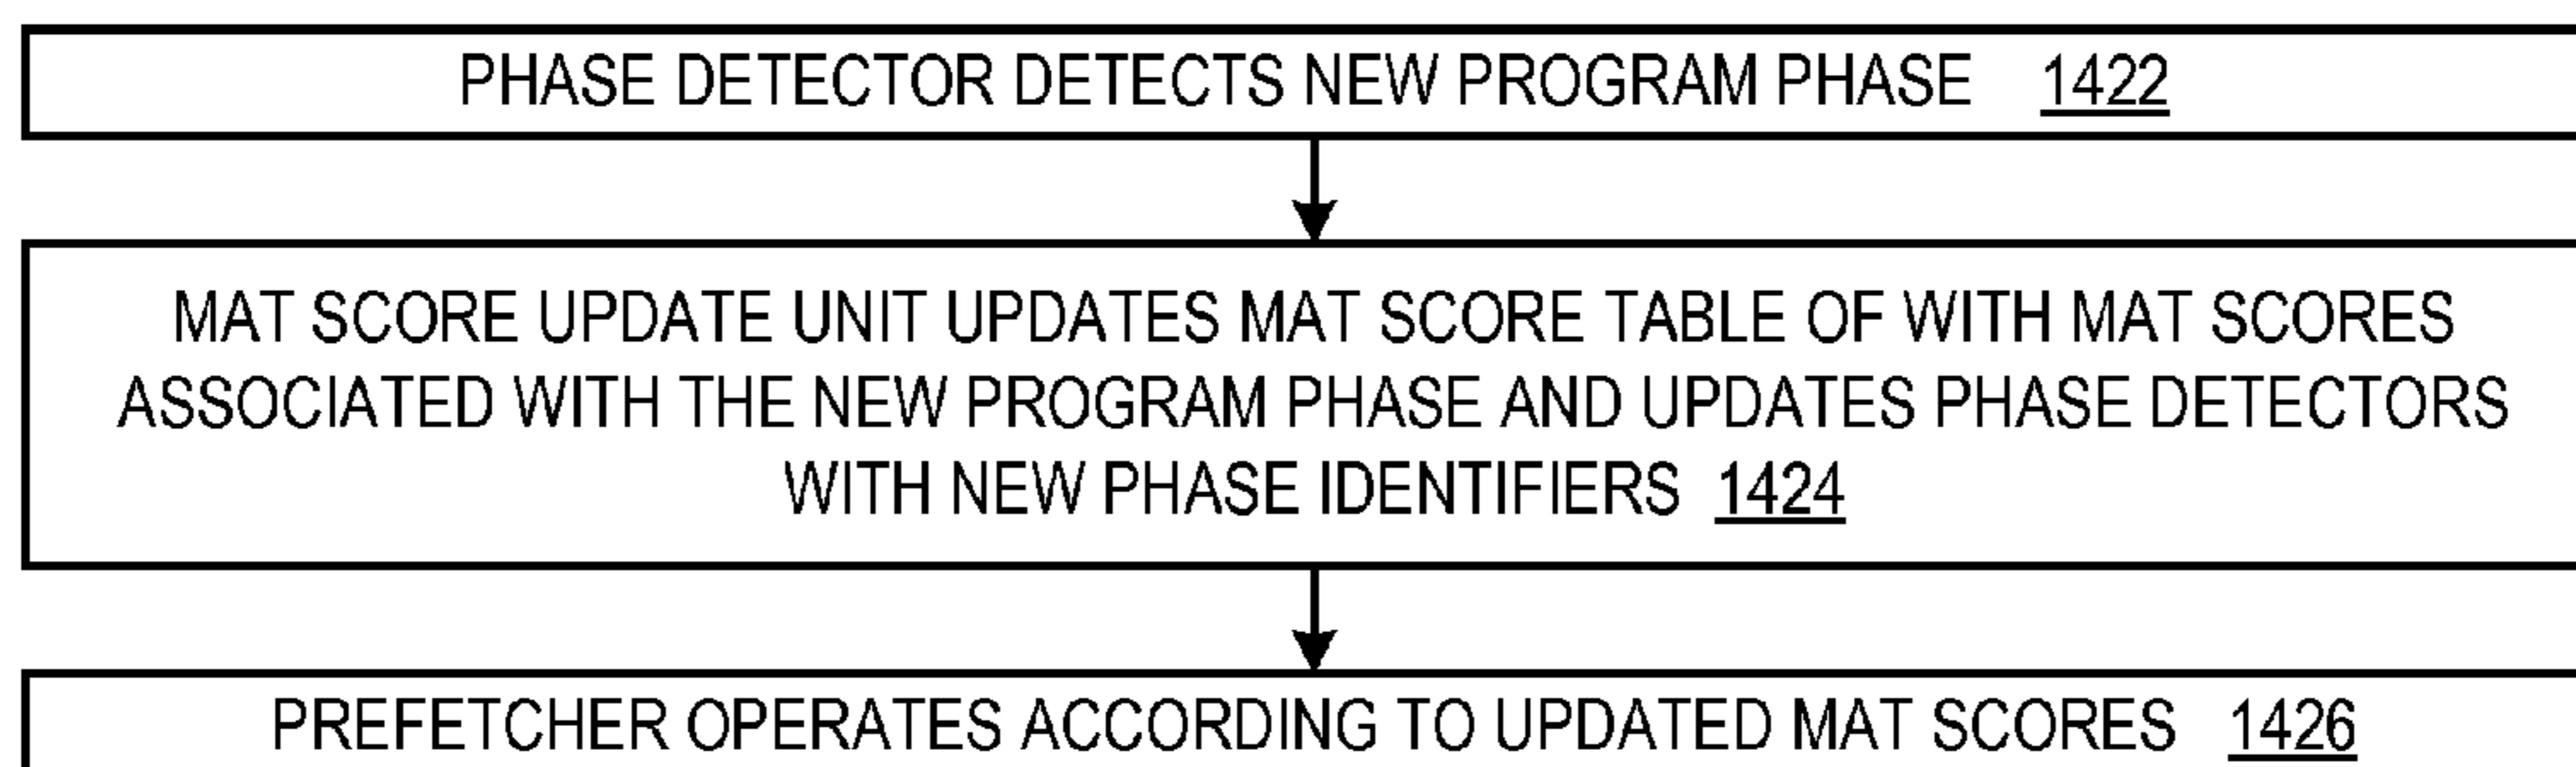 PHASE DETECTOR DETECTS NEW PROGRAM PHASE 1422
MAT SCORE UPDATE UNIT UPDATES MAT SCORE TABLE OF WITH MAT SCORES
ASSOCIATED WITH THE NEW PROGRAM PHASE AND UPDATES PHASE DETECTORS
WITH NEW PHASE IDENTIFIERS 1424
PREFETCHER OPERATES ACCORDING TO UPDATED MAT SCORES 1426